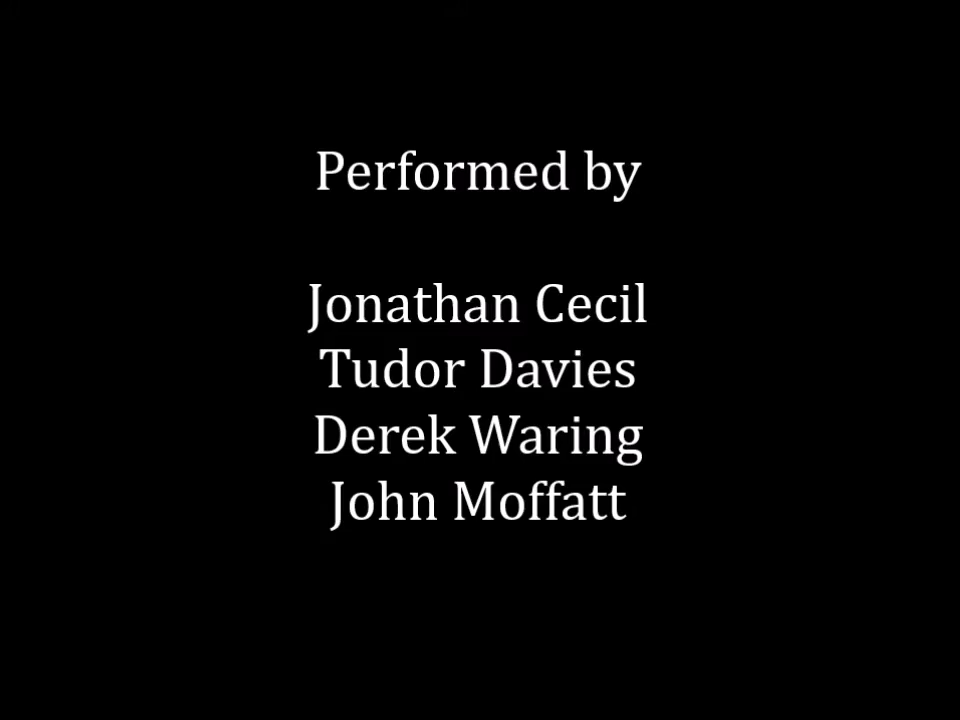 Performed by
Jonathan Cecil
Tudor Davies
Derek Waring
John Moffatt